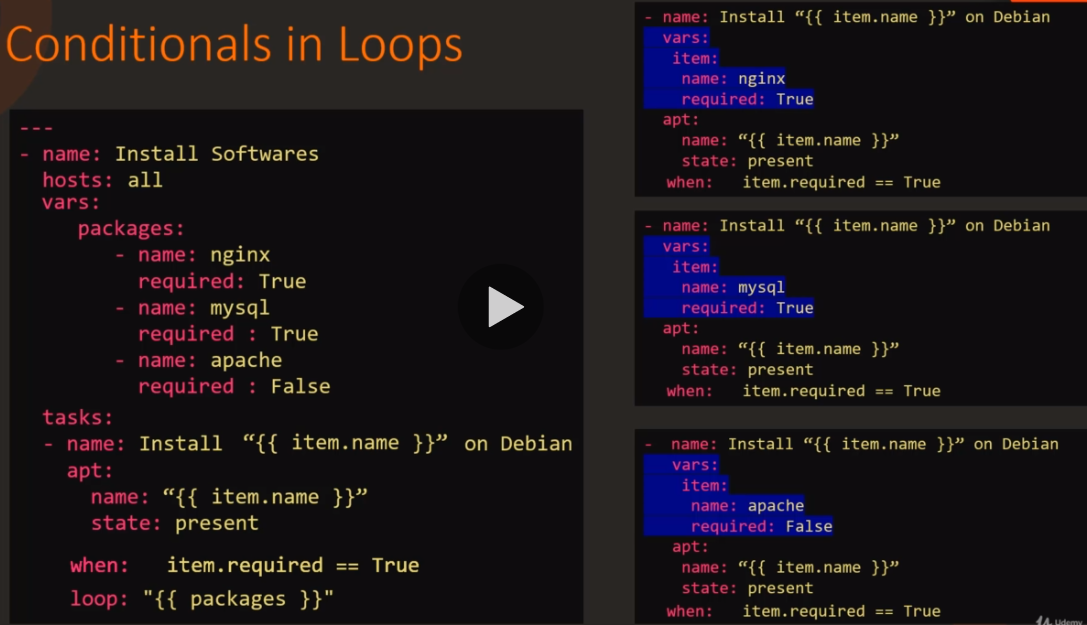 Conditionals in Loops
---
- name: Install Softwares
hosts: all
vars:
packages:
- name: nginx
required: True
- name: mysql
required : True
- name: apache
required : False
tasks:
- name: Install “{{ item.name }}” on Debian
apt:
name: “{{ item.name }}”
state: present
when: item.required == True
loop: "{{ packages }}"
- name: Install “{{ item.name }}” on Debian
vars:
item:
name: nginx
required: True
apt:
name: “{{ item.name }}”
state: present
when: item.required == True
- name: Install “{{ item.name }}” on Debian
vars:
item:
name: mysql
required: True
apt:
name: “{{ item.name }}”
state: present
when: item.required == True
- name: Install “{{ item.name }}” on Debian
vars:
item:
name: apache
required: False
apt:
name: “{{ item.name }}”
state: present
when: item.required == True
Udemy